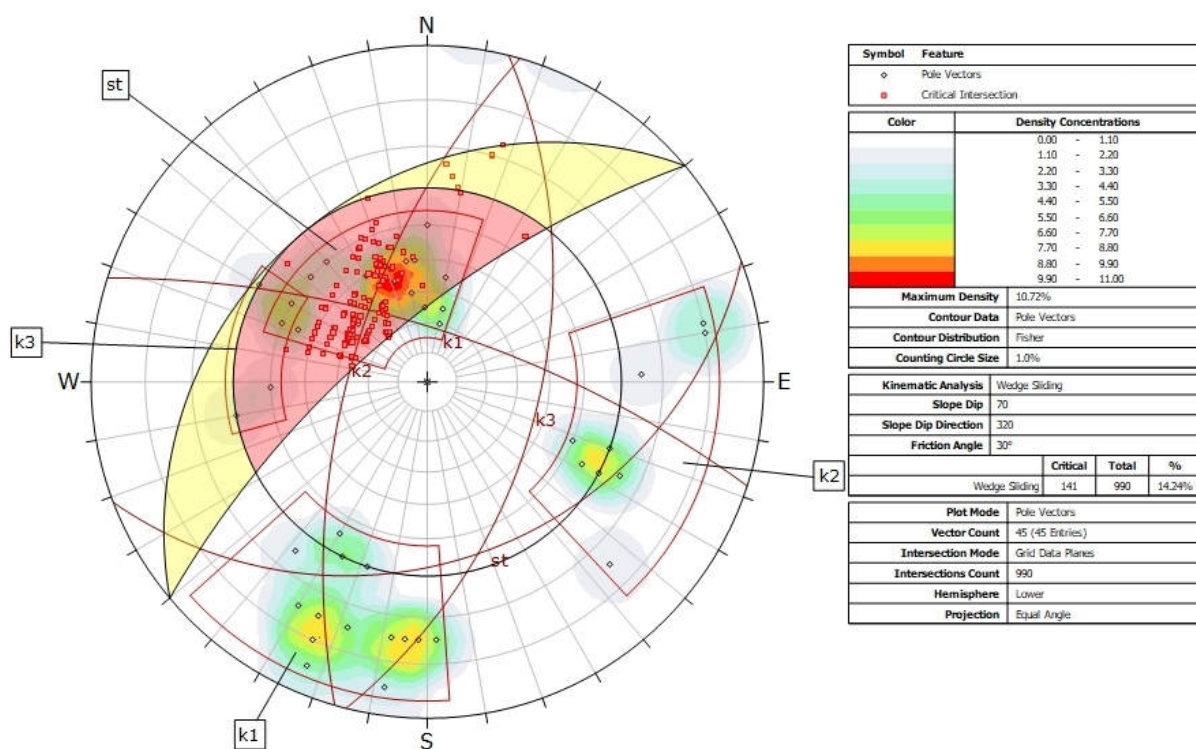 N
st
k3
W
k2
k1
k3
E
k2
st
k1
S
Symbol Feature
Pole Vectors
Critical Intersection
Color Density Concentrations
0.00 - 1.10
1.10 - 2.20
2.20 - 3.30
3.30 - 4.40
4.40 - 5.50
5.50 - 6.60
6.60 - 7.70
7.70 - 8.80
8.80 - 9.90
9.90 - 11.00
Maximum Density 10.72%
Contour Data Pole Vectors
Contour Distribution Fisher
Counting Circle Size 1.0%
Kinematic Analysis Wedge Sliding
Slope Dip 70
Slope Dip Direction 320
Friction Angle 30°
Critical Total %
Wedge Sliding 141 990 14.24%
Plot Mode Pole Vectors
Vector Count 45 (45 Entries)
Intersection Mode Grid Data Planes
Intersections Count 990
Hemisphere Lower
Projection Equal Angle